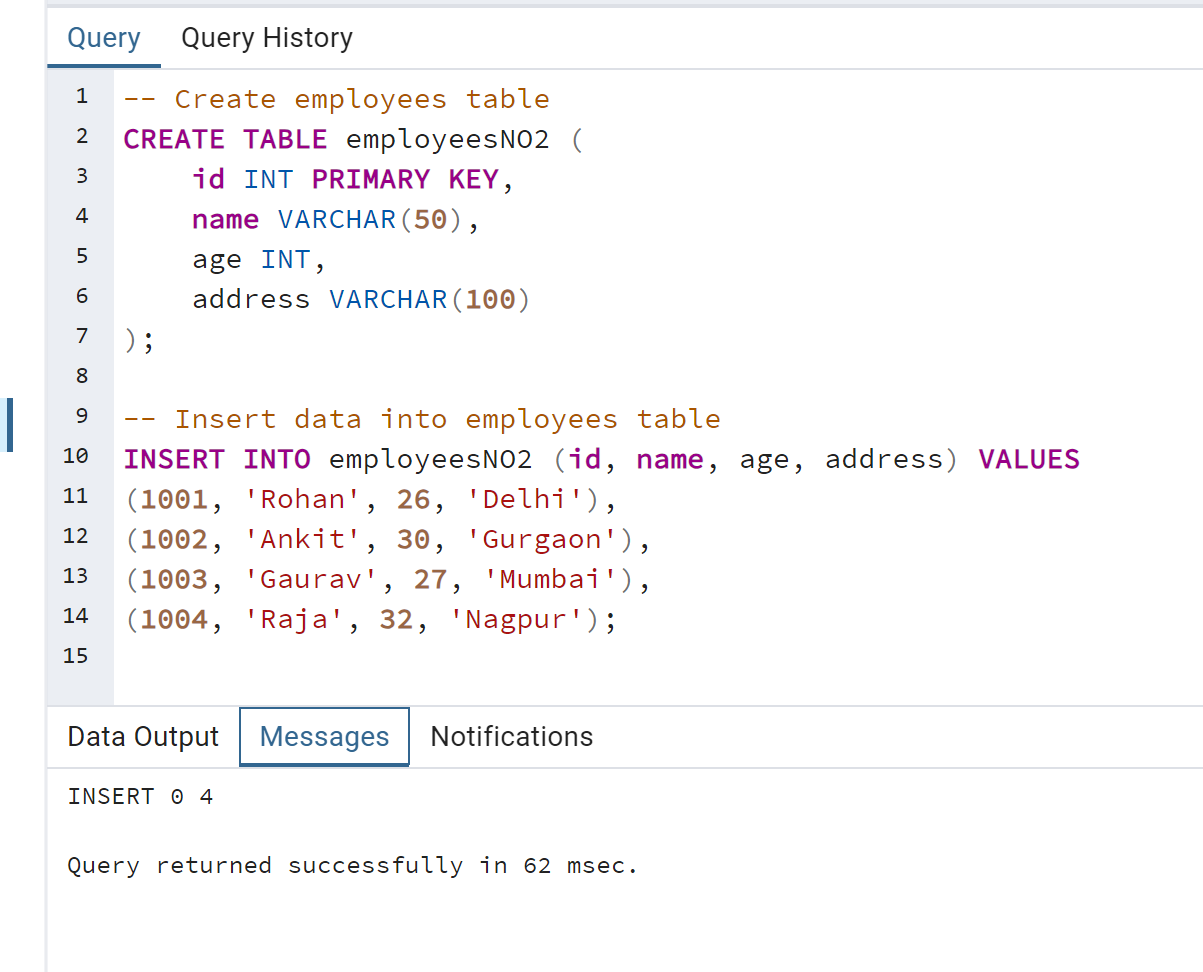 Query Query History
1 -- Create employees table
2 CREATE TABLE employeesNO2 (
3     id INT PRIMARY KEY,
4     name VARCHAR(50),
5     age INT,
6     address VARCHAR(100)
7 );
8
9 -- Insert data into employees table
10 INSERT INTO employeesNO2 (id, name, age, address) VALUES
11 (1001, 'Rohan', 26, 'Delhi'),
12 (1002, 'Ankit', 30, 'Gurgaon'),
13 (1003, 'Gaurav', 27, 'Mumbai'),
14 (1004, 'Raja', 32, 'Nagpur');
15
Data Output Messages Notifications
INSERT 0 4
Query returned successfully in 62 msec.